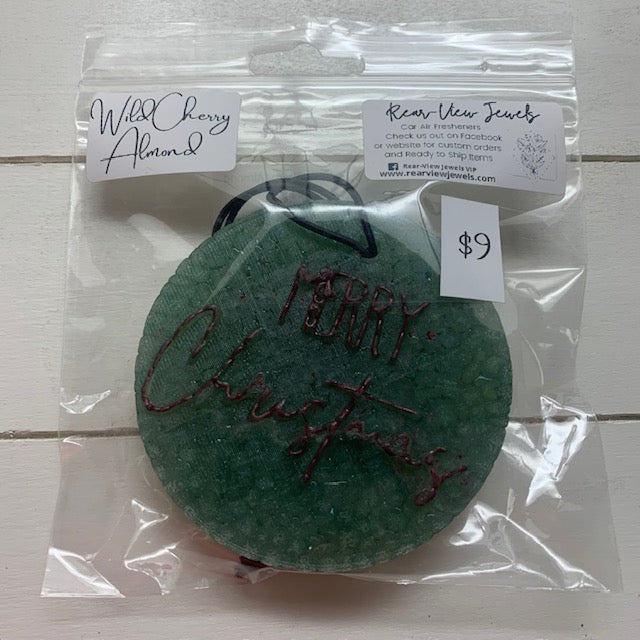 Wild Cherry
Almond
Rear-View Jewels
Car Air Fresheners
Check us out on Facebook
or website for custom orders
and Ready to Ship Items
Rear-View Jewels VIP
www.rearviewjewels.com
$9
MERRY
Christmas